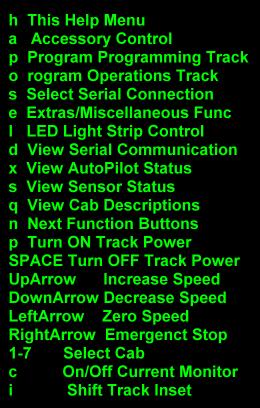 h  This Help Menu
a  Accessory Control
p  Program Programming Track
o  rogram Operations Track
s  Select Serial Connection
e  Extras/Miscellaneous Func
l  LED Light Strip Control
d  View Serial Communication
x  View AutoPilot Status
s  View Sensor Status
q  View Cab Descriptions
n  Next Function Buttons
p  Turn ON Track Power
SPACE Turn OFF Track Power
UpArrow Increase Speed
DownArrow Decrease Speed
LeftArrow Zero Speed
RightArrow Emergenct Stop
1-7 Select Cab
c On/Off Current Monitor
i Shift Track Inset